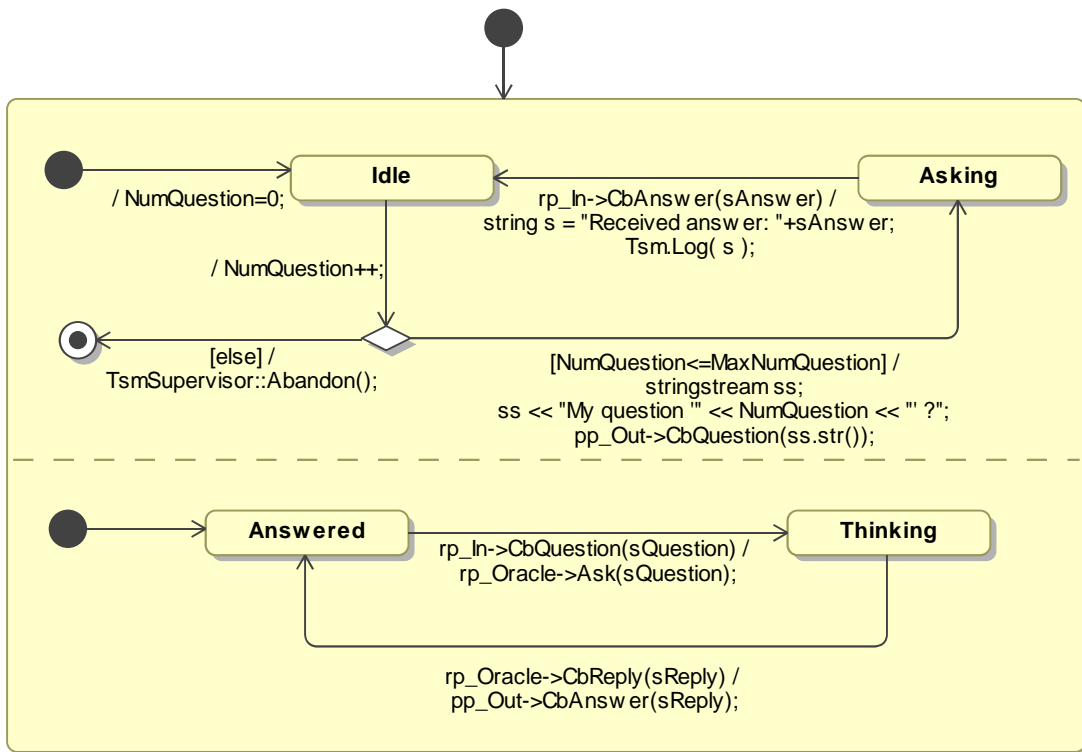 Idle
Asking
/ NumQuestion=0;
rp_In->CbAnswer(sAnswer) /
string s = "Received answer: "+sAnswer;
Tsm.Log( s );
/ NumQuestion++;
[else] /
TsmSupervisor::Abandon();
[NumQuestion<=MaxNumQuestion] /
stringstream ss;
ss << "My question '" << NumQuestion << "' ?";
pp_Out->CbQuestion(ss.str());
Answered
Thinking
rp_In->CbQuestion(sQuestion) /
rp_Oracle->Ask(sQuestion);
rp_Oracle->CbReply(sReply) /
pp_Out->CbAnswer(sReply);